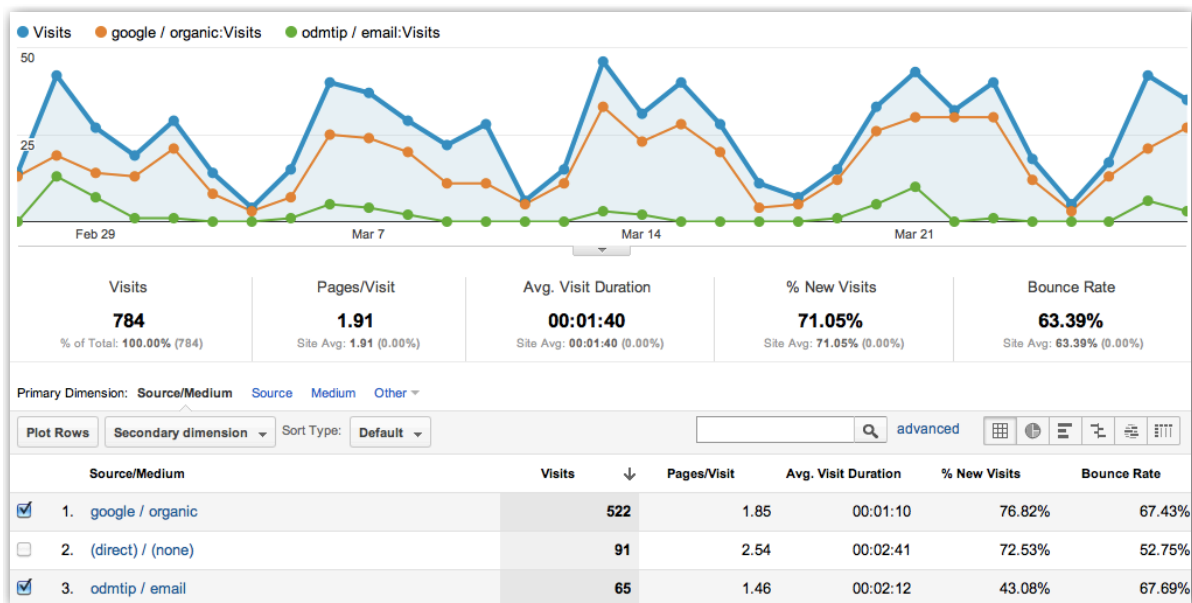 Visits google / organic:Visits odmtip / email:Visits
50
25
Feb 29 Mar 7 Mar 14 Mar 21
Visits Pages/Visit Avg. Visit Duration % New Visits Bounce Rate
784 1.91 00:01:40 71.05% 63.39%
% of Total: 100.00% (784) Site Avg: 1.91 (0.00%) Site Avg: 00:01:40 (0.00%) Site Avg: 71.05% (0.00%) Site Avg: 63.39% (0.00%)
Primary Dimension: Source/Medium Source Medium Other
Plot Rows Secondary dimension Sort Type: Default advanced
Source/Medium Visits Pages/Visit Avg. Visit Duration % New Visits Bounce Rate
1. google / organic 522 1.85 00:01:10 76.82% 67.43%
2. (direct) / (none) 91 2.54 00:02:41 72.53% 52.75%
3. odmtip / email 65 1.46 00:02:12 43.08% 67.69%